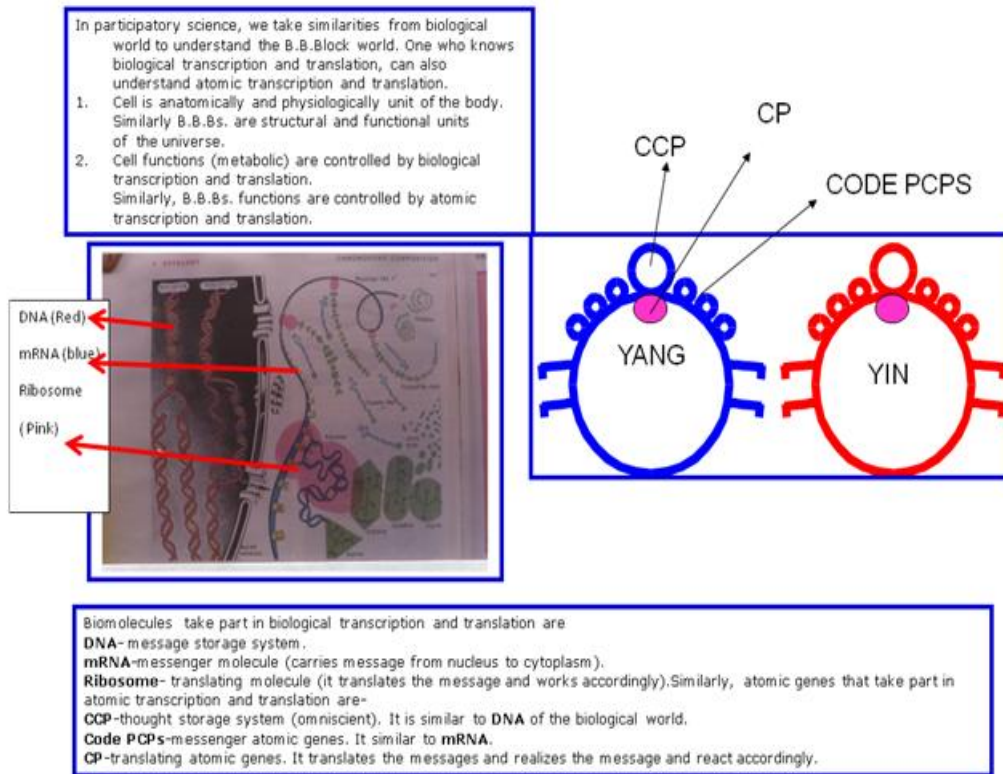 In participatory science, we take similarities from biological
world to understand the B.B.Block world. One who knows
biological transcription and translation, can also
understand atomic transcription and translation.
1. Cell is anatomically and physiologically unit of the body.
Similarly B.B.Bs. are structural and functional units
of the universe.
2. Cell functions (metabolic) are controlled by biological
transcription and translation.
Similarly, B.B.Bs. functions are controlled by atomic
transcription and translation.
CP
CCP
CODE PCPS
YANG
YIN
DNA (Red)
mRNA (blue)
Ribosome
( Pink)
Biomolecules take part in biological transcription and translation are
DNA- message storage system.
mRNA-messenger molecule (carries message from nucleus to cytoplasm).
Ribosome- translating molecule (it translates the message and works accordingly).Similarly, atomic genes that take part in
atomic transcription and translation are-
CCP-thought storage system (omniscient). It is similar to DNA of the biological world.
Code PCPs-messenger atomic genes. It similar to mRNA.
CP-translating atomic genes. It translates the messages and realizes the message and react accordingly.